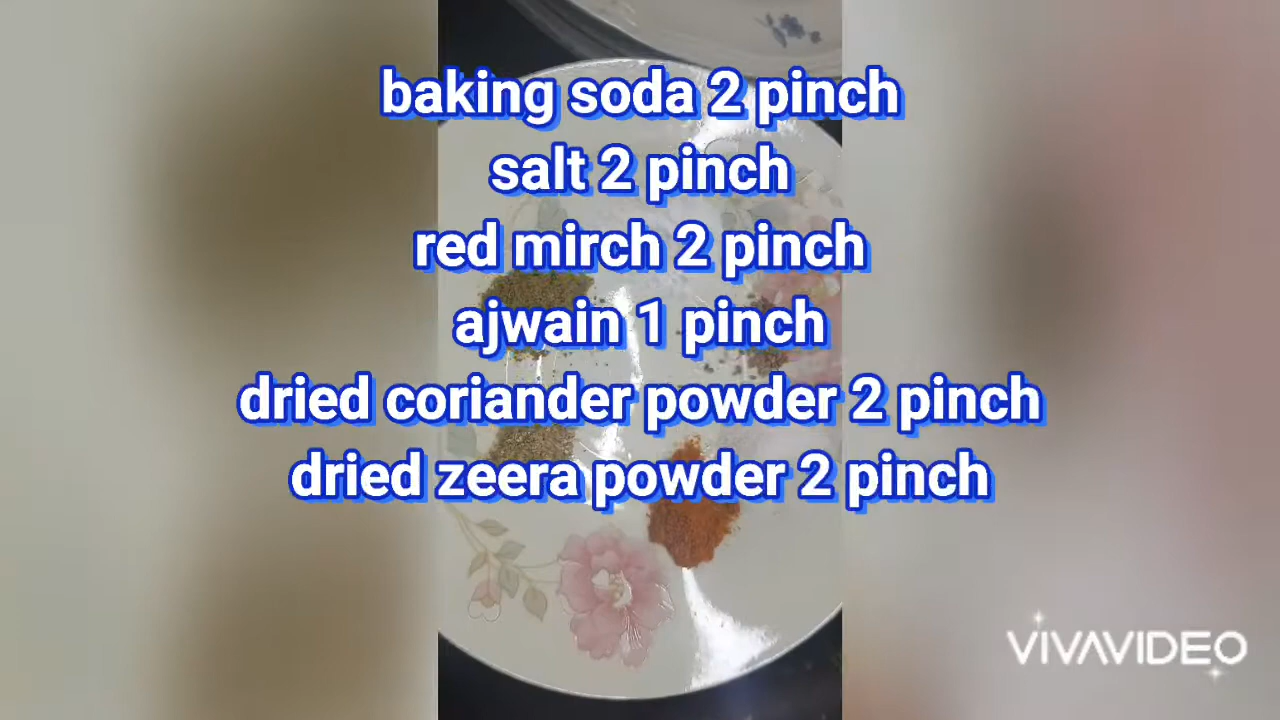 baking soda 2 pinch
salt 2 pinch
red mirch 2 pinch
ajwain 1 pinch
dried coriander powder 2 pinch
dried zeera powder 2 pinch
VIVAVIDEO